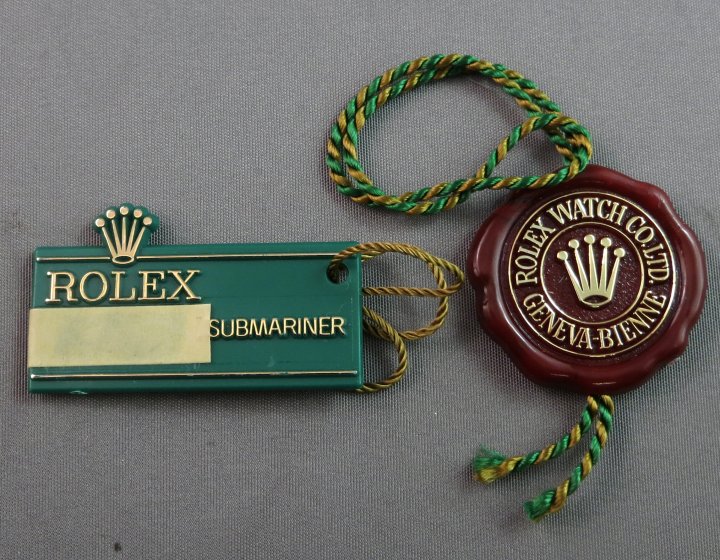 ROLEX
SUBMARINER
ROLEX WATCH CO. LTD.
GENEVA-BIENNE